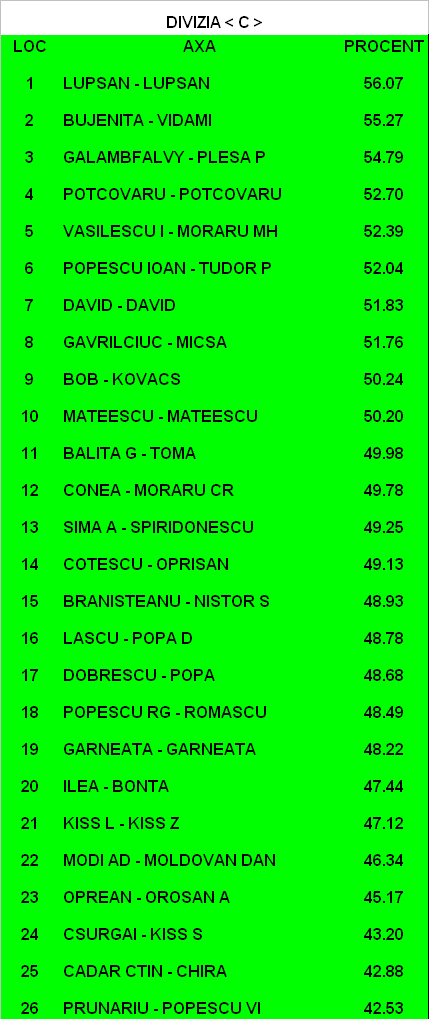 DIVIZIA < C >
LOC AXA PROCENT
1 LUPSAN - LUPSAN 56.07
2 BUJENITA - VIDAMI 55.27
3 GALAMBFALVY - PLESA P 54.79
4 POTCOVARU - POTCOVARU 52.70
5 VASILESCU I - MORARU MH 52.39
6 POPESCU IOAN - TUDOR P 52.04
7 DAVID - DAVID 51.83
8 GAVRILCIUC - MICSA 51.76
9 BOB - KOVACS 50.24
10 MATEESCU - MATEESCU 50.20
11 BALITA G - TOMA 49.98
12 CONEA - MORARU CR 49.78
13 SIMA A - SPIRIDONESCU 49.25
14 COTESCU - OPRISAN 49.13
15 BRANISTEANU - NISTOR S 48.93
16 LASCU - POPA D 48.78
17 DOBRESCU - POPA 48.68
18 POPESCU RG - ROMASCU 48.49
19 GARNEATA - GARNEATA 48.22
20 ILEA - BONTA 47.44
21 KISS L - KISS Z 47.12
22 MODI AD - MOLDOVAN DAN 46.34
23 OPREAN - OROSAN A 45.17
24 CSURGAI - KISS S 43.20
25 CADAR CTIN - CHIRA 42.88
26 PRUNARIU - POPESCU VI 42.53